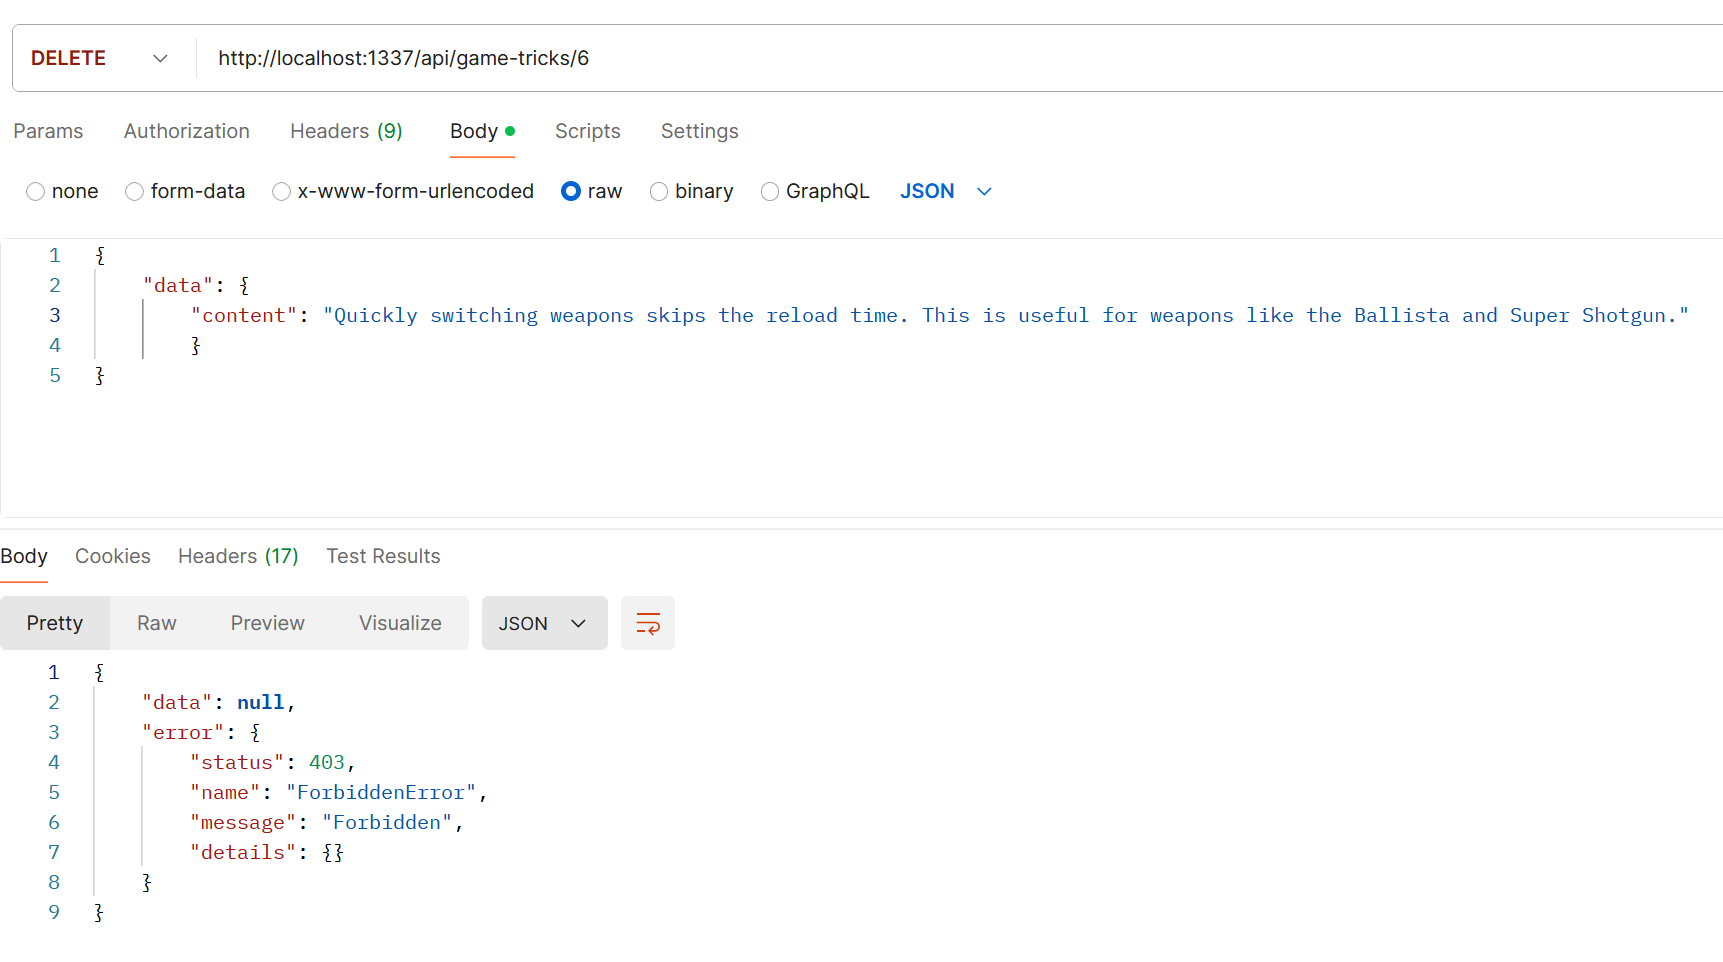 DELETE http://localhost:1337/api/game-tricks/6
Params Authorization Headers (9) Body Scripts Settings
none form-data x-www-form-urlencoded raw binary GraphQL JSON
1 {
2 "data": {
3 "content": "Quickly switching weapons skips the reload time. This is useful for weapons like the Ballista and Super Shotgun."
4 }
5 }
Body Cookies Headers (17) Test Results
Pretty Raw Preview Visualize JSON
1 {
2 "data": null,
3 "error": {
4 "status": 403,
5 "name": "ForbiddenError",
6 "message": "Forbidden",
7 "details": {}
8 }
9 }